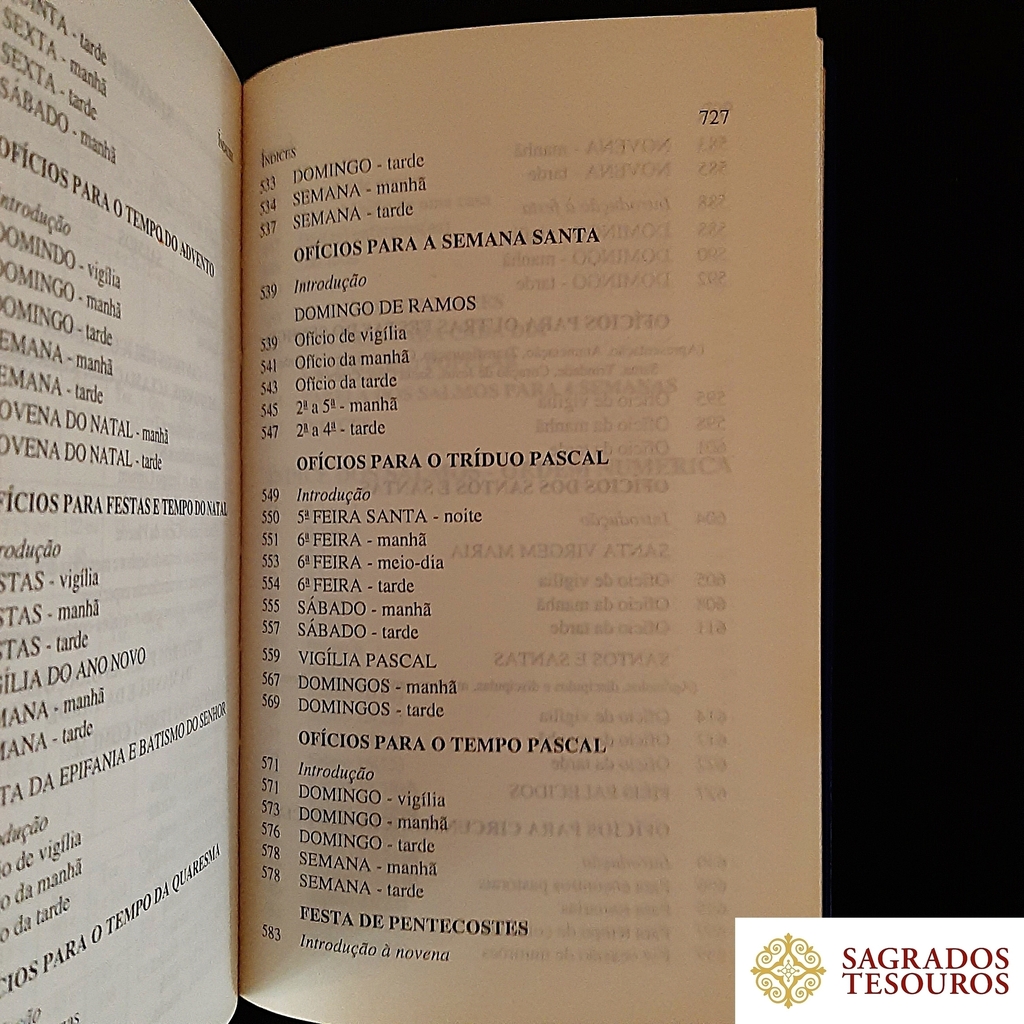 SEXTA - tarde
SÁBADO - manhã
OFÍCIOS PARA O TEMPO DO ADVENTO
Introdução
DOMINDO - vigília
DOMINGO - manhã
DOMINGO - tarde
SEMANA - manhã
SEMANA - tarde
NOVENA DO NATAL - manhã
NOVENA DO NATAL - tarde
OFÍCIOS PARA FESTAS E TEMPO DO NATAL
rodução
STAS - vigília
STAS - manhã
STAS - tarde
GÍLIA DO ANO NOVO
MANA - manhã
MANA - tarde
TA DA EPIFANIA E BATISMO DO SENHOR
dução
o de vigília
o da manhã
o da tarde
CIOS PARA O TEMPO DA QUARESMA
727
ÍNDICES
533 DOMINGO - tarde
534 SEMANA - manhã
537 SEMANA - tarde
OFÍCIOS PARA A SEMANA SANTA
539 Introdução
DOMINGO DE RAMOS
539 Ofício de vigília
541 Ofício da manhã
543 Ofício da tarde
545 2ª a 5ª - manhã
547 2ª a 4ª - tarde
OFÍCIOS PARA O TRÍDUO PASCAL
549 Introdução
550 5ª FEIRA SANTA - noite
551 6ª FEIRA - manhã
553 6ª FEIRA - meio-dia
554 6ª FEIRA - tarde
555 SÁBADO - manhã
557 SÁBADO - tarde
559 VIGÍLIA PASCAL
567 DOMINGOS - manhã
569 DOMINGOS - tarde
OFÍCIOS PARA O TEMPO PASCAL
571 Introdução
571 DOMINGO - vigília
573 DOMINGO - manhã
576 DOMINGO - tarde
578 SEMANA - manhã
578 SEMANA - tarde
FESTA DE PENTECOSTES
583 Introdução à novena
SAGRADOS
TESOUROS